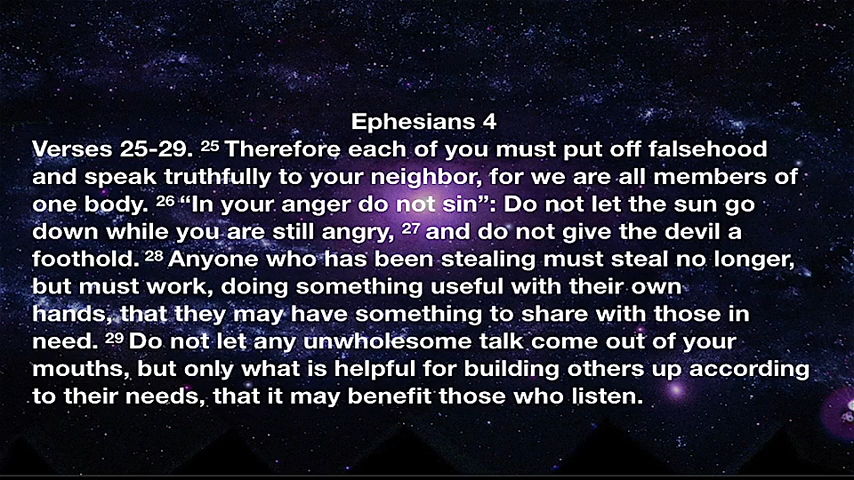 Ephesians 4
Verses 25-29. 25 Therefore each of you must put off falsehood
and speak truthfully to your neighbor, for we are all members of
one body. 26 “In your anger do not sin”: Do not let the sun go
down while you are still angry, 27 and do not give the devil a
foothold. 28 Anyone who has been stealing must steal no longer,
but must work, doing something useful with their own
hands, that they may have something to share with those in
need. 29 Do not let any unwholesome talk come out of your
mouths, but only what is helpful for building others up according
to their needs, that it may benefit those who listen.